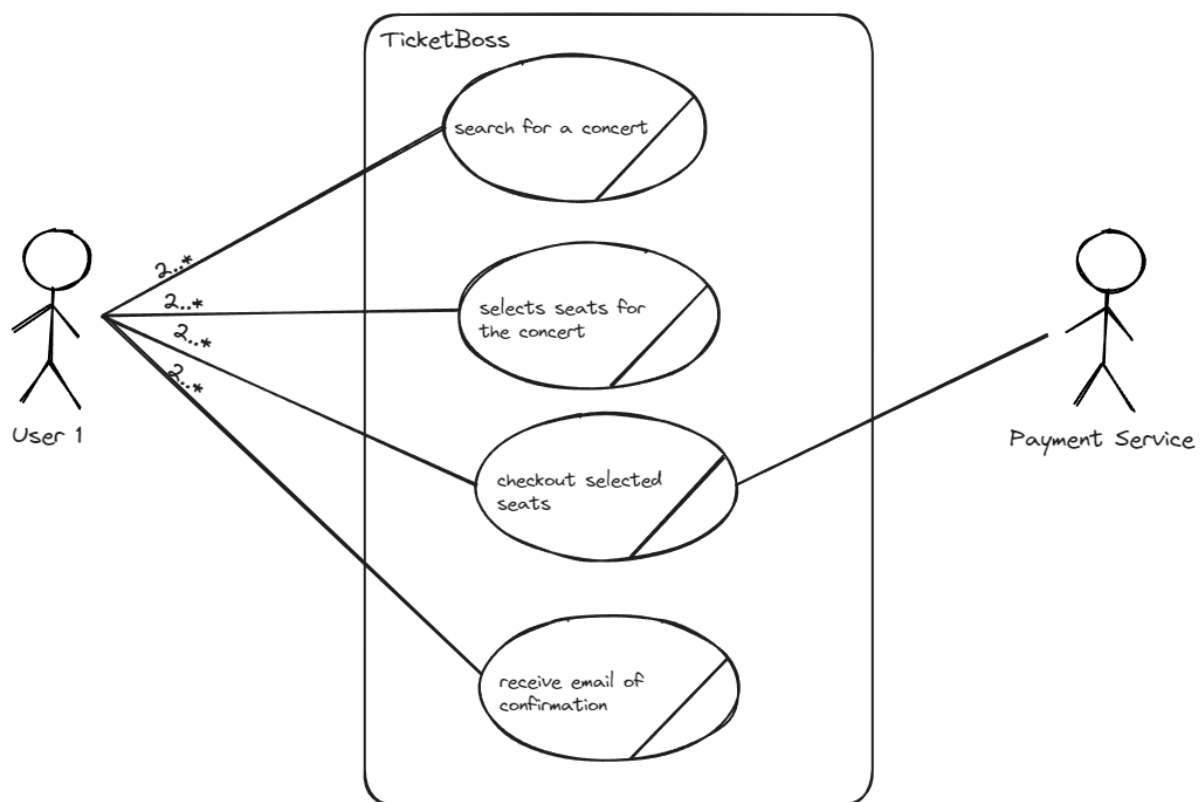 TicketBoss
search for a concert
2..*
2..*
selects seats for
the concert
2..*
2..*
User 1
Payment Service
checkout selected
seats
receive email of
confirmation